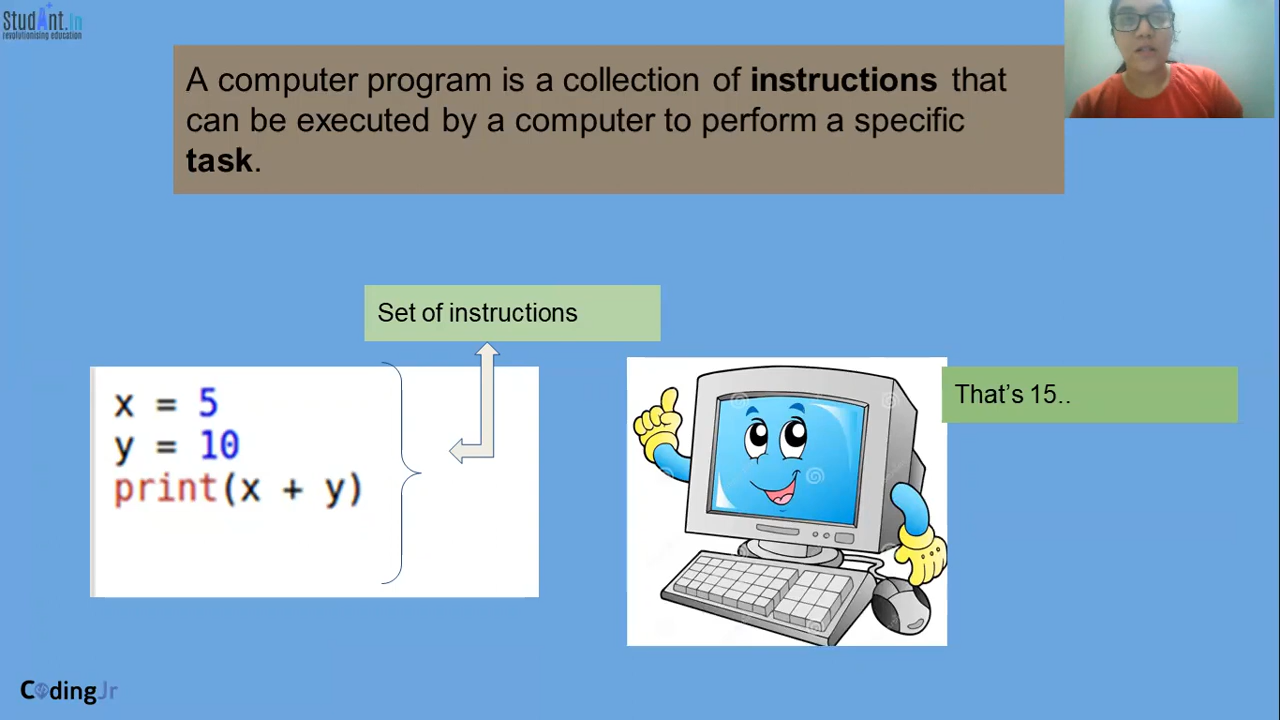 StudAnt.in
revolutionising education
A computer program is a collection of instructions that
can be executed by a computer to perform a specific
task.
Set of instructions
x = 5
y = 10
print(x + y)
That’s 15..
CodingJr